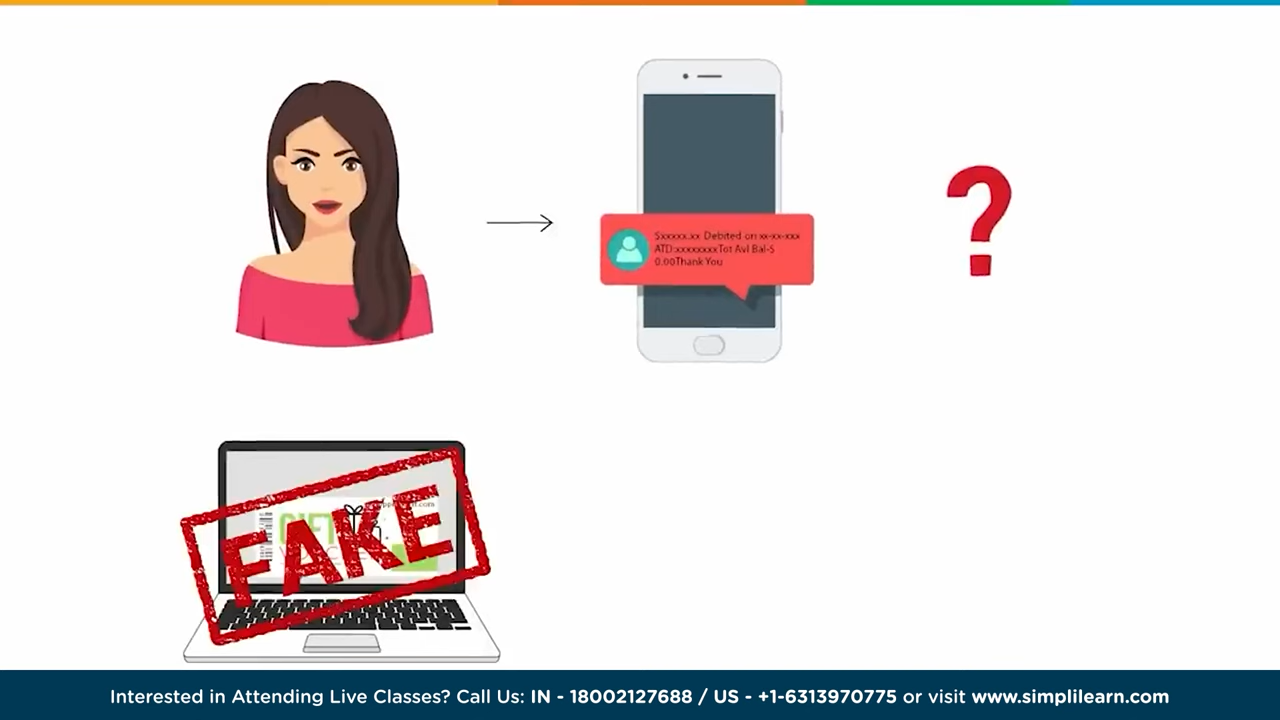 Sxxxxx.xx Debited on xx-xx-xxx
ATD:xxxxxxxxTot Avl Bal-S
0.00Thank You
FAKE
Interested in Attending Live Classes? Call Us: IN - 18002127688 / US - +1-6313970775 or visit www.simplilearn.com